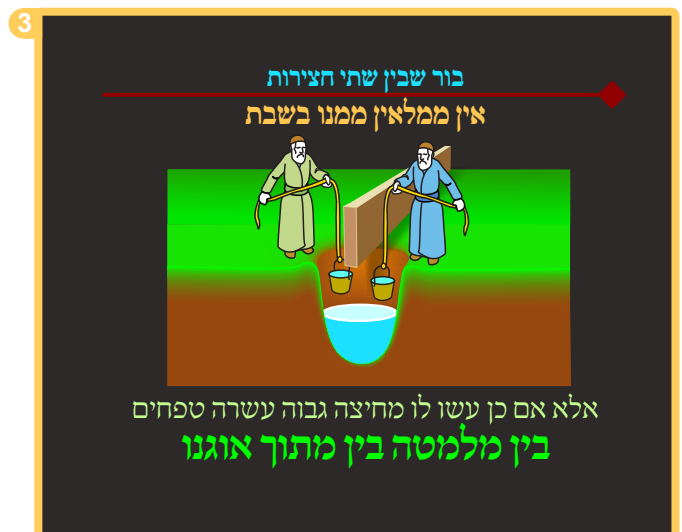 3
בור שבין שתי חצירות
אין ממלאין ממנו בשבת
אלא אם כן עשו לו מחיצה גבוה עשרה טפחים
בין מלמטה בין מתוך אוגנו